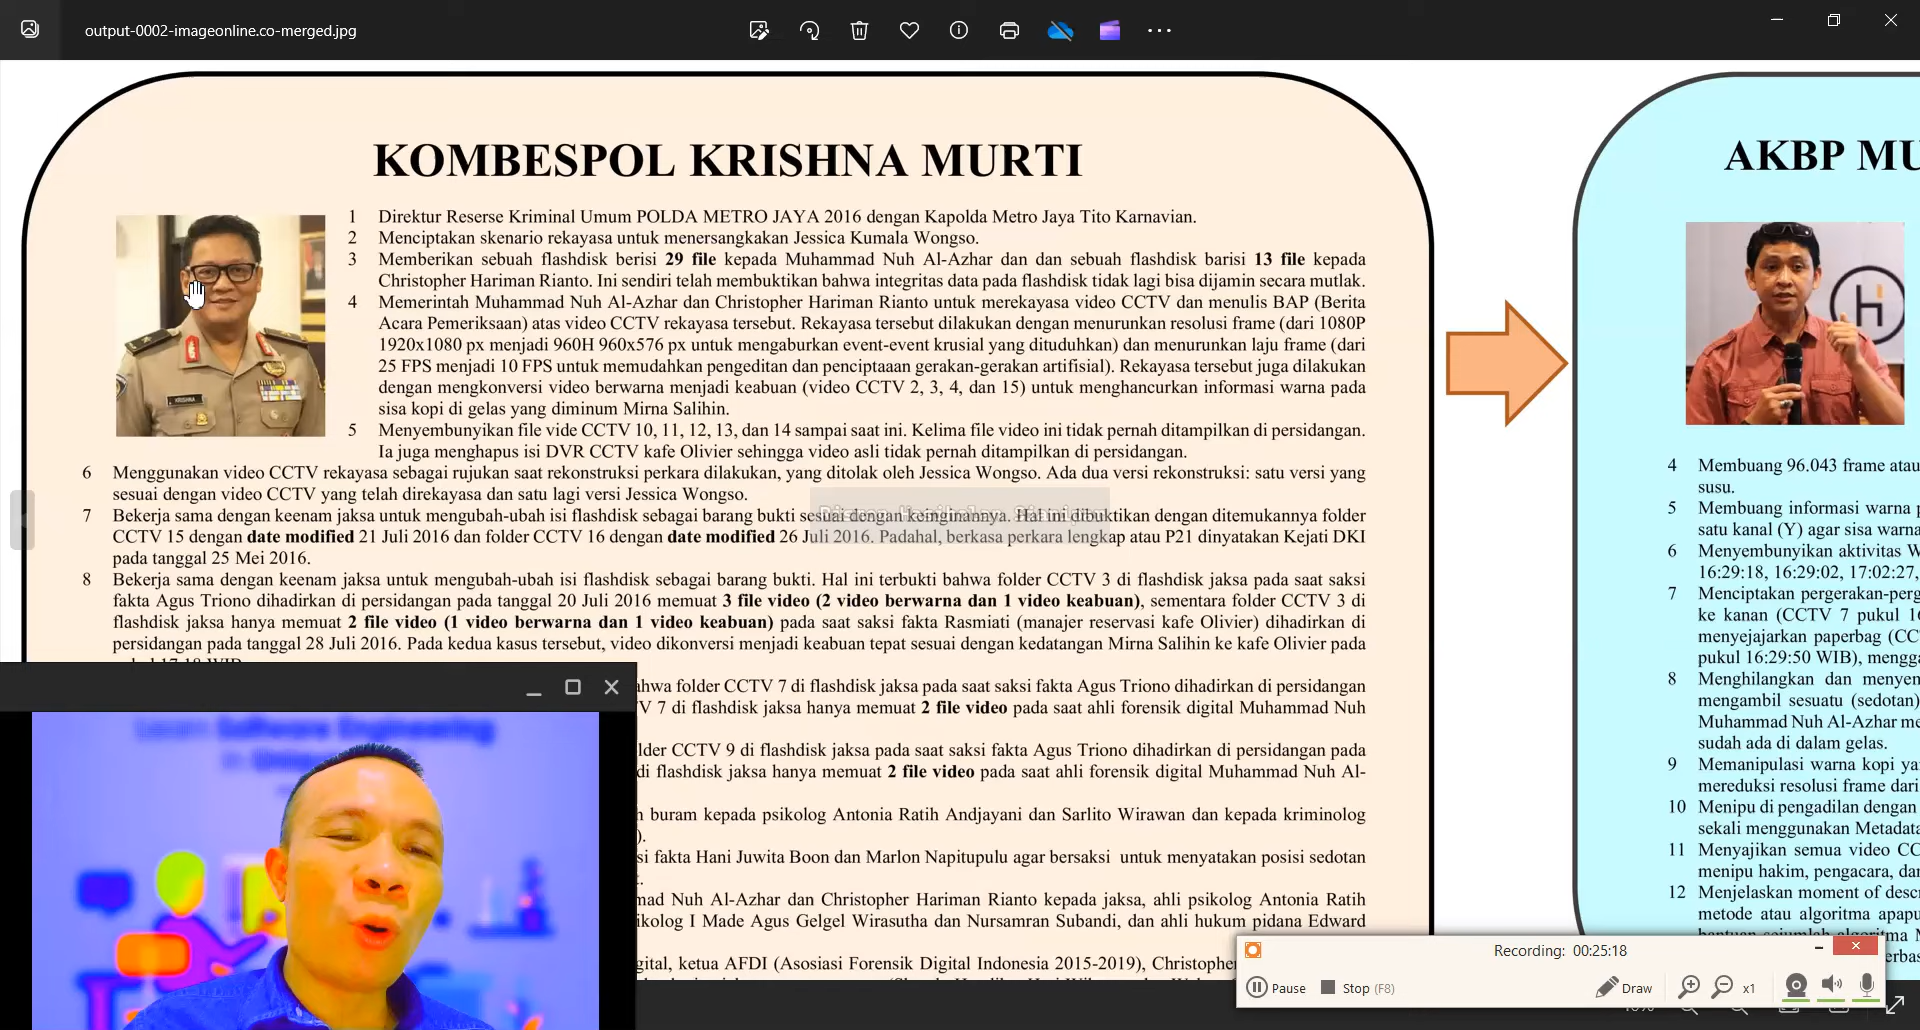 output-0002-imageonline.co-merged.jpg
KOMBESPOL KRISHNA MURTI
1 Direktur Reserse Kriminal Umum POLDA METRO JAYA 2016 dengan Kapolda Metro Jaya Tito Karnavian.
2 Menciptakan skenario rekayasa untuk menersangkakan Jessica Kumala Wongso.
3 Memberikan sebuah flashdisk berisi 29 file kepada Muhammad Nuh Al-Azhar dan dan sebuah flashdisk barisi 13 file kepada
Christopher Hariman Rianto. Ini sendiri telah membuktikan bahwa integritas data pada flashdisk tidak lagi bisa dijamin secara mutlak.
4 Memerintah Muhammad Nuh Al-Azhar dan Christopher Hariman Rianto untuk merekayasa video CCTV dan menulis BAP (Berita
Acara Pemeriksaan) atas video CCTV rekayasa tersebut. Rekayasa tersebut dilakukan dengan menurunkan resolusi frame (dari 1080P
1920x1080 px menjadi 960H 960x576 px untuk mengaburkan event-event krusial yang dituduhkan) dan menurunkan laju frame (dari
25 FPS menjadi 10 FPS untuk memudahkan pengeditan dan penciptaaan gerakan-gerakan artifisial). Rekayasa tersebut juga dilakukan
dengan mengkonversi video berwarna menjadi keabuan (video CCTV 2, 3, 4, dan 15) untuk menghancurkan informasi warna pada
sisa kopi di gelas yang diminum Mirna Salihin.
5 Menyembunyikan file vide CCTV 10, 11, 12, 13, dan 14 sampai saat ini. Kelima file video ini tidak pernah ditampilkan di persidangan.
Ia juga menghapus isi DVR CCTV kafe Olivier sehingga video asli tidak pernah ditampilkan di persidangan.
6 Menggunakan video CCTV rekayasa sebagai rujukan saat rekonstruksi perkara dilakukan, yang ditolak oleh Jessica Wongso. Ada dua versi rekonstruksi: satu versi yang
sesuai dengan video CCTV yang telah direkayasa dan satu lagi versi Jessica Wongso.
7 Bekerja sama dengan keenam jaksa untuk mengubah-ubah isi flashdisk sebagai barang bukti sesuai dengan keinginannya. Hal ini dibuktikan dengan ditemukannya folder
CCTV 15 dengan date modified 21 Juli 2016 dan folder CCTV 16 dengan date modified 26 Juli 2016. Padahal, berkasa perkara lengkap atau P21 dinyatakan Kejati DKI
pada tanggal 25 Mei 2016.
8 Bekerja sama dengan keenam jaksa untuk mengubah-ubah isi flashdisk sebagai barang bukti. Hal ini terbukti bahwa folder CCTV 3 di flashdisk jaksa pada saat saksi
fakta Agus Triono dihadirkan di persidangan pada tanggal 20 Juli 2016 memuat 3 file video (2 video berwarna dan 1 video keabuan), sementara folder CCTV 3 di
flashdisk jaksa hanya memuat 2 file video (1 video berwarna dan 1 video keabuan) pada saat saksi fakta Rasmiati (manajer reservasi kafe Olivier) dihadirkan di
persidangan pada tanggal 28 Juli 2016. Pada kedua kasus tersebut, video dikonversi menjadi keabuan tepat sesuai dengan kedatangan Mirna Salihin ke kafe Olivier pada
ahwa folder CCTV 7 di flashdisk jaksa pada saat saksi fakta Agus Triono dihadirkan di persidangan
V 7 di flashdisk jaksa hanya memuat 2 file video pada saat ahli forensik digital Muhammad Nuh
lder CCTV 9 di flashdisk jaksa pada saat saksi fakta Agus Triono dihadirkan di persidangan pada
di flashdisk jaksa hanya memuat 2 file video pada saat ahli forensik digital Muhammad Nuh Al-
buram kepada psikolog Antonia Ratih Andjayani dan Sarlito Wirawan dan kepada kriminolog
).
si fakta Hani Juwita Boon dan Marlon Napitupulu agar bersaksi untuk menyatakan posisi sedotan
mad Nuh Al-Azhar dan Christopher Hariman Rianto kepada jaksa, ahli psikolog Antonia Ratih
ikolog I Made Agus Gelgel Wirasutha dan Nursamran Subandi, dan ahli hukum pidana Edward
gital, ketua AFDI (Asosiasi Forensik Digital Indonesia 2015-2019), Christopher
KRISHNA
AKBP MU
H
4 Membuang 96.043 frame atau
susu.
5 Membuang informasi warna p
satu kanal (Y) agar sisa warna
6 Menyembunyikan aktivitas W
16:29:18, 16:29:02, 17:02:27,
7 Menciptakan pergerakan-perg
ke kanan (CCTV 7 pukul 16
menyejajarkan paperbag (CC
pukul 16:29:50 WIB), mengga
8 Menghilangkan dan menyem
mengambil sesuatu (sedotan)
Muhammad Nuh Al-Azhar me
sudah ada di dalam gelas.
9 Memanipulasi warna kopi ya
mereduksi resolusi frame dari
10 Menipu di pengadilan dengan
sekali menggunakan Metadata
11 Menyajikan semua video CC
menipu hakim, pengacara, dan
12 Menjelaskan moment of desc
metode atau algoritma apapu
Learn Software Engineering
Recording: 00:25:18
Pause
Stop (F8)
Draw
x1